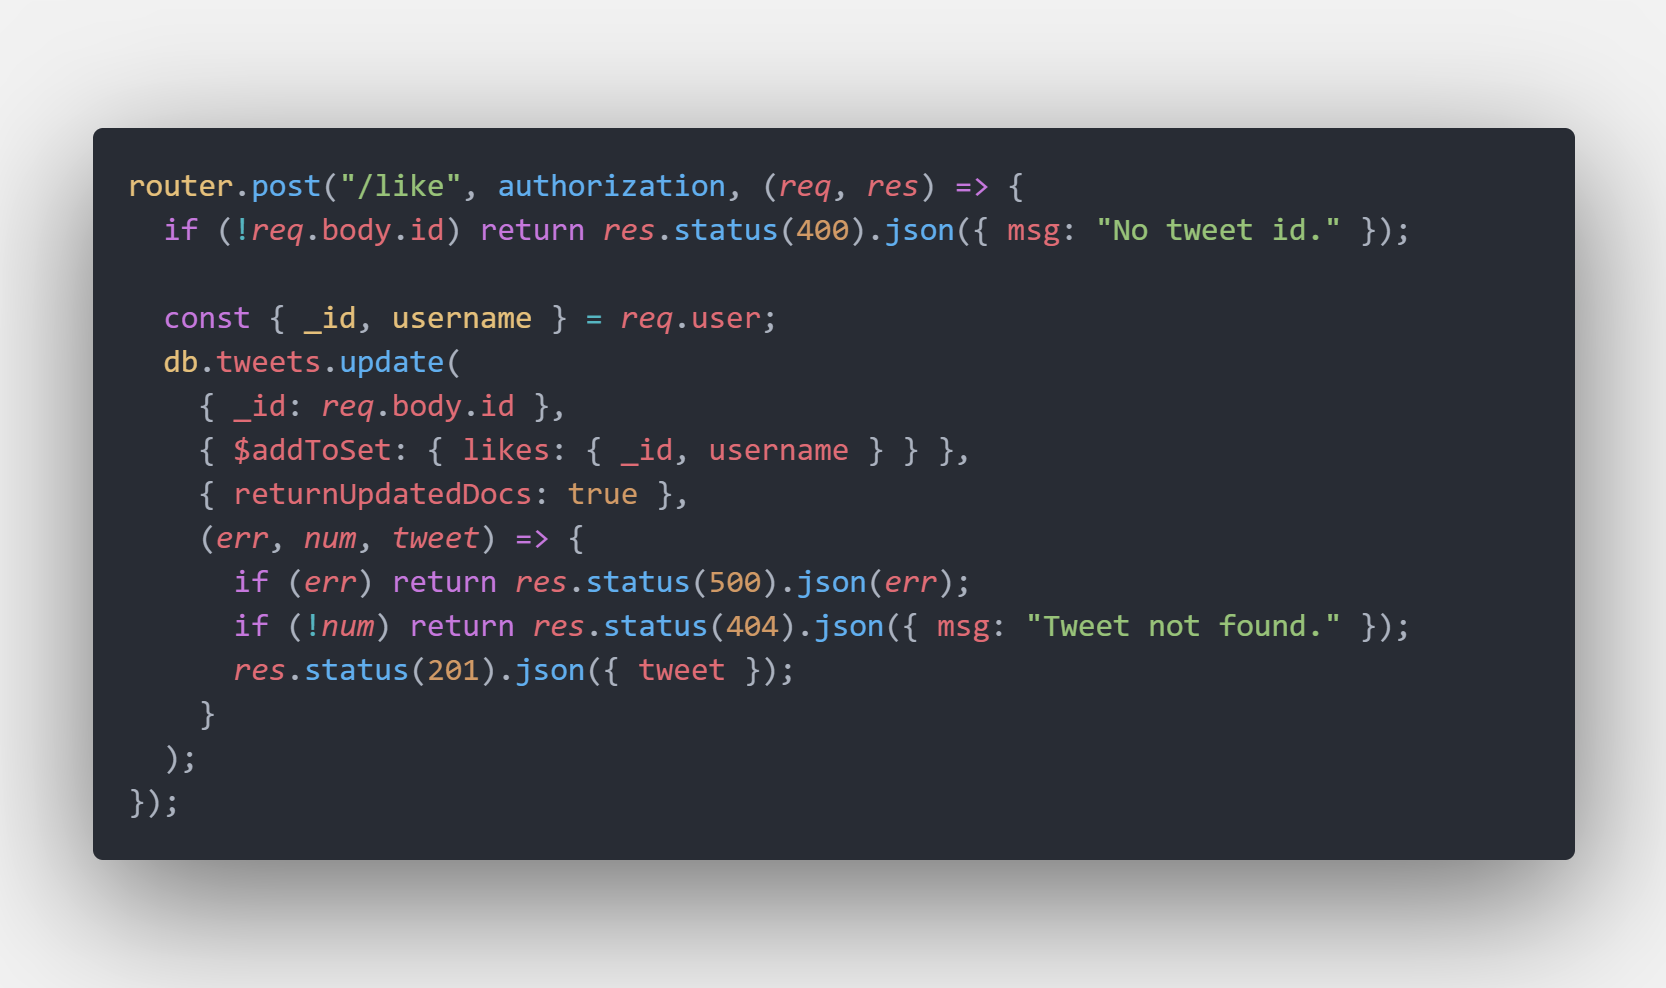 router.post("/like", authorization, (req, res) => {
  if (!req.body.id) return res.status(400).json({ msg: "No tweet id." });

  const { _id, username } = req.user;
  db.tweets.update(
    { _id: req.body.id },
    { $addToSet: { likes: { _id, username } } },
    { returnUpdatedDocs: true },
    (err, num, tweet) => {
      if (err) return res.status(500).json(err);
      if (!num) return res.status(404).json({ msg: "Tweet not found." });
      res.status(201).json({ tweet });
    }
  );
});